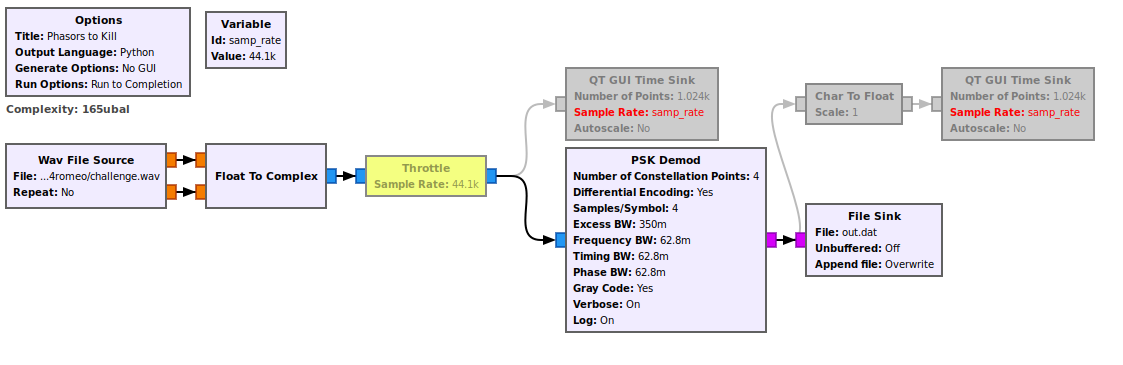 Options
Title: Phasors to Kill
Output Language: Python
Generate Options: No GUI
Run Options: Run to Completion
Variable
Id: samp_rate
Value: 44.1k
Complexity: 165ubal
Wav File Source
File: ...4romeo/challenge.wav
Repeat: No
Float To Complex
Throttle
Sample Rate: 44.1k
QT GUI Time Sink
Number of Points: 1.024k
Sample Rate: samp_rate
Autoscale: No
PSK Demod
Number of Constellation Points: 4
Differential Encoding: Yes
Samples/Symbol: 4
Excess BW: 350m
Frequency BW: 62.8m
Timing BW: 62.8m
Phase BW: 62.8m
Gray Code: Yes
Verbose: On
Log: On
Char To Float
Scale: 1
QT GUI Time Sink
Number of Points: 1.024k
Sample Rate: samp_rate
Autoscale: No
File Sink
File: out.dat
Unbuffered: Off
Append file: Overwrite